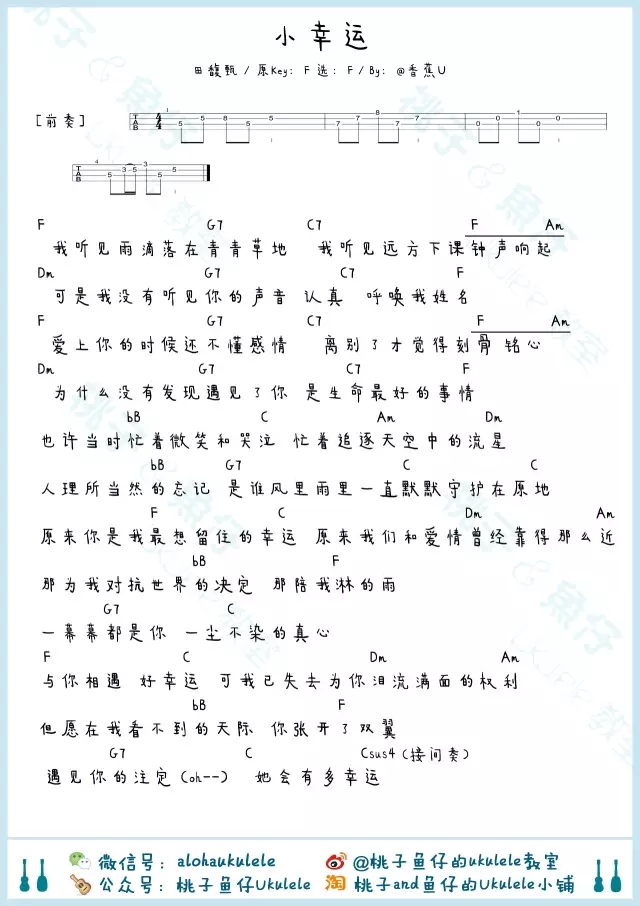 小幸运
田馥甄 / 原Key: F 选: F / By: @香蕉U
[前奏]
1
TAB 4/4 5 5 8 5 5 7 7 8 7 7 0 0 1 0 0
4
TAB 5 3 5 3 5 5
F G7 C7 F Am
我听见雨滴落在青青草地 我听见远方下课钟声响起
Dm G7 C7 F
可是我没有听见你的声音 认真 呼唤我姓名
F G7 C7 F Am
爱上你的时候还不懂感情 离别了才觉得刻骨 铭心
Dm G7 C7 F
为什么没有发现遇见了你 是生命最好的事情
bB C Am Dm
也许当时忙着微笑和哭泣 忙着追逐天空中的流星
bB G7 C C
人理所当然的忘记 是谁风里雨里一直默默守护在原地
F C Dm Am
原来你是我最想留住的幸运 原来我们和爱情曾经靠得那么近
bB F
那为我对抗世界的决定 那陪我淋的雨
G7 C
一幕幕都是你 一尘不染的真心
F C Dm Am
与你相遇 好幸运 可我已失去为你泪流满面的权利
bB F
但愿在我看不到的天际 你张开了双翼
G7 C Csus4 (接间奏)
遇见你的注定 (oh--) 她会有多幸运
微信号: alohaukulele @桃子鱼仔的ukulele教室
公众号: 桃子鱼仔Ukulele 淘 桃子and鱼仔的Ukulele小铺